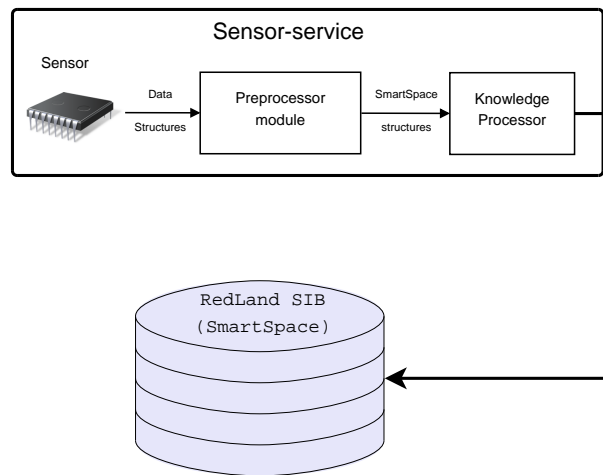 Sensor-service
Sensor
Data
Structures
Preprocessor
module
SmartSpace
structures
Knowledge
Processor
RedLand SIB
(SmartSpace)